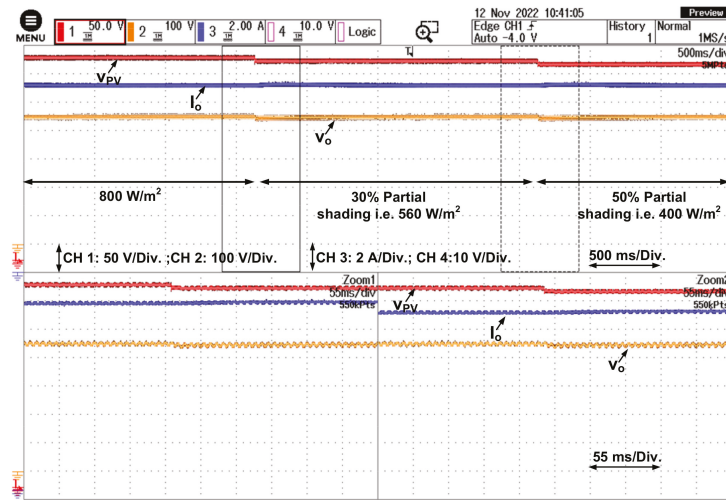 12 Nov 2022 10:41:05 Preview
MENU 1 50.0 V 2 100 V 3 2.00 A 4 10.0 V Logic Edge CH1 History Normal
Auto -4.0 V 1 1MS/s
500ms/div
5MPts
T
vPV
Io
vo
800 W/m² 30% Partial 50% Partial
shading i.e. 560 W/m² shading i.e. 400 W/m²
CH 1: 50 V/Div. ;CH 2: 100 V/Div. CH 3: 2 A/Div.; CH 4:10 V/Div. 500 ms/Div.
Zoom1 Zoom2
55ms/div 55ms/div
550kPts 550kPts
vPV
Io
vo
55 ms/Div.